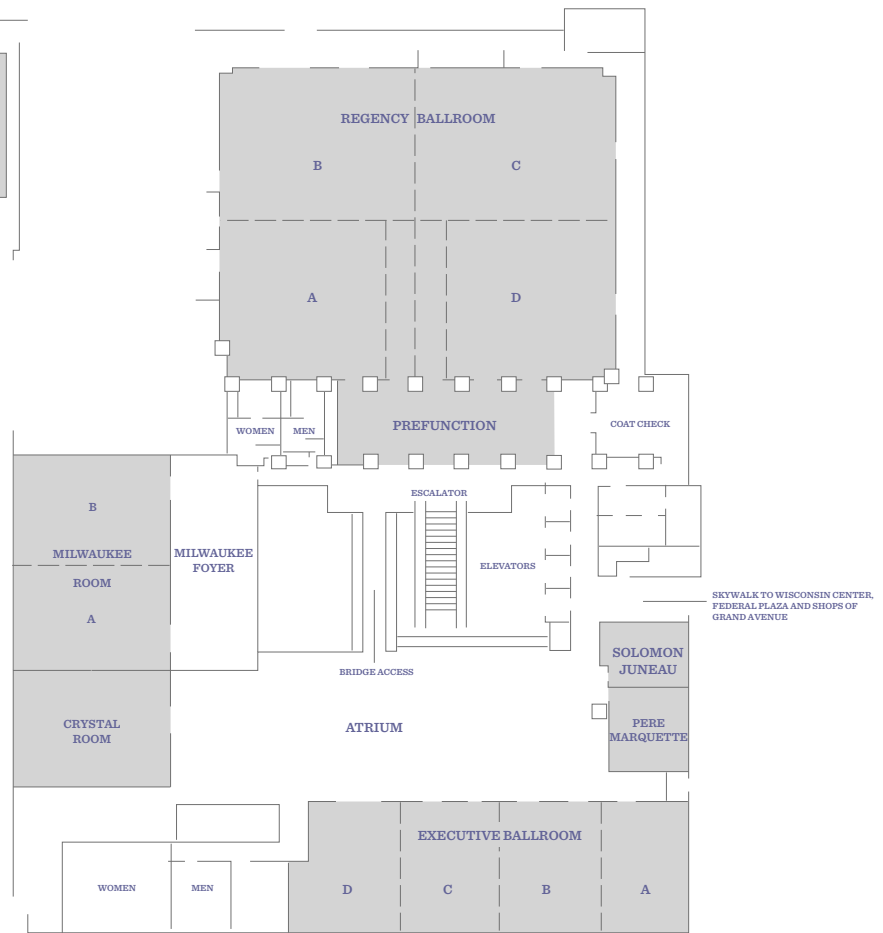 REGENCY BALLROOM
B
C
A
D
WOMEN
MEN
PREFUNCTION
COAT CHECK
ESCALATOR
ELEVATORS
B
MILWAUKEE
ROOM
A
MILWAUKEE
FOYER
SKYWALK TO WISCONSIN CENTER,
FEDERAL PLAZA AND SHOPS OF
GRAND AVENUE
SOLOMON
JUNEAU
BRIDGE ACCESS
CRYSTAL
ROOM
ATRIUM
PERE
MARQUETTE
EXECUTIVE BALLROOM
WOMEN
MEN
D
C
B
A